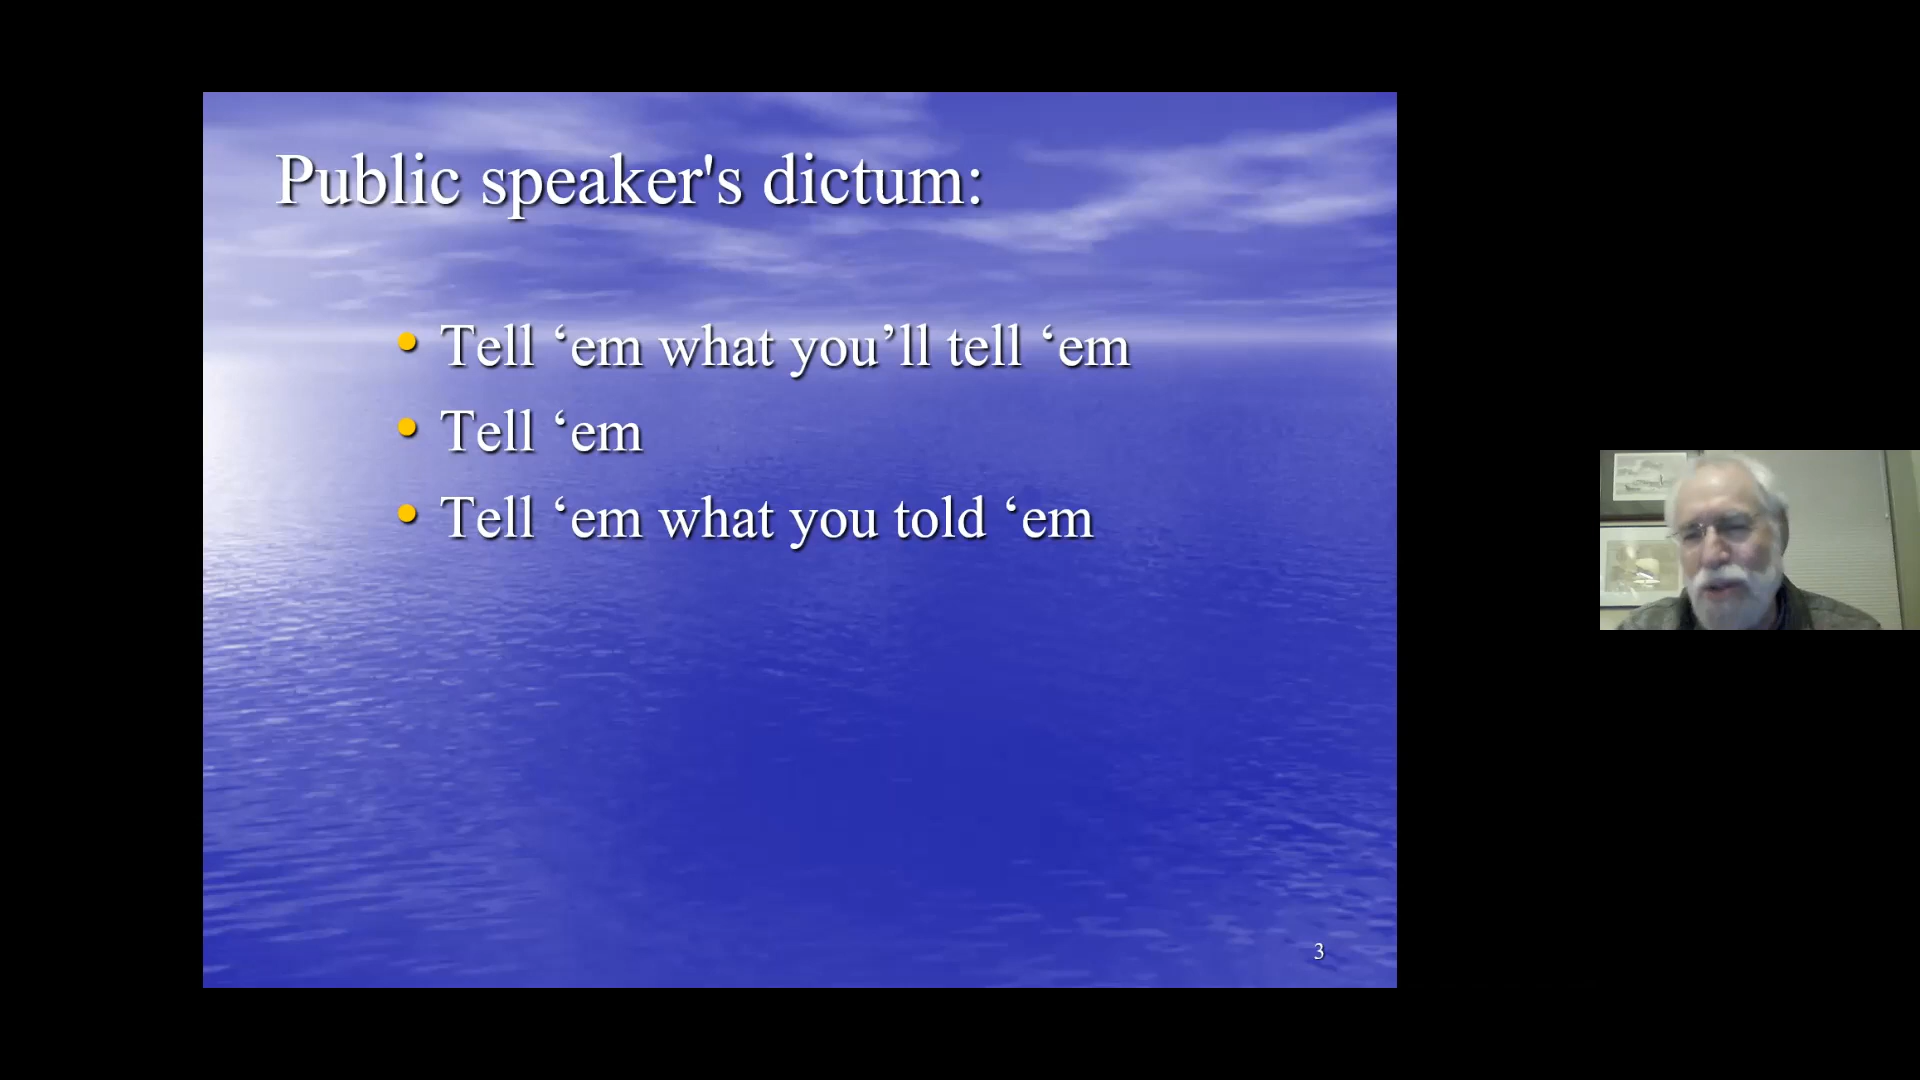 Public speaker's dictum:
• Tell ‘em what you’ll tell ‘em
• Tell ‘em
• Tell ‘em what you told ‘em
3